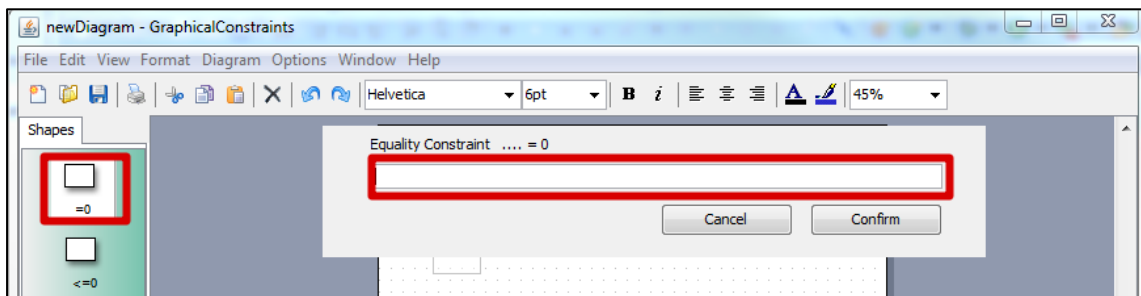 newDiagram - GraphicalConstraints
File Edit View Format Diagram Options Window Help
Helvetica 6pt B i A 45%
Shapes
Equality Constraint .... = 0
=0
Cancel Confirm
<=0